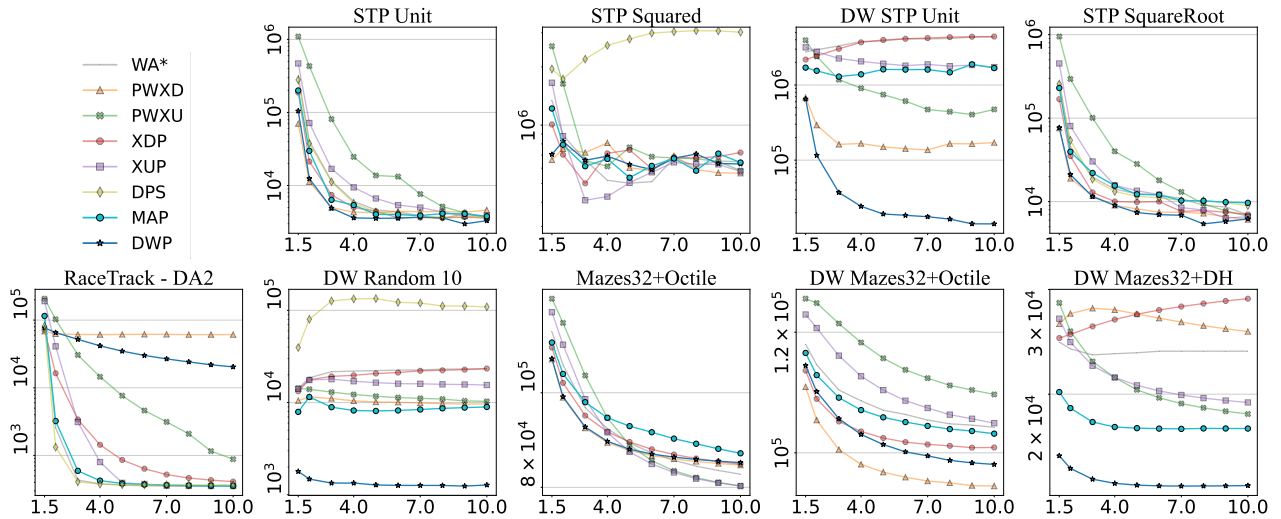 STP Unit
STP Squared
DW STP Unit
STP SquareRoot
WA*
PWXD
PWXU
XDP
XUP
DPS
MAP
DWP
10^6
10^5
10^4
1.5 4.0 7.0 10.0
10^6
1.5 4.0 7.0 10.0
10^6
10^5
1.5 4.0 7.0 10.0
10^6
10^5
10^4
1.5 4.0 7.0 10.0
RaceTrack - DA2
DW Random 10
Mazes32+Octile
DW Mazes32+Octile
DW Mazes32+DH
10^5
10^4
10^3
1.5 4.0 7.0 10.0
10^5
10^4
10^3
1.5 4.0 7.0 10.0
10^5
8 × 10^4
1.5 4.0 7.0 10.0
1.2 × 10^5
10^5
1.5 4.0 7.0 10.0
3 × 10^4
2 × 10^4
1.5 4.0 7.0 10.0